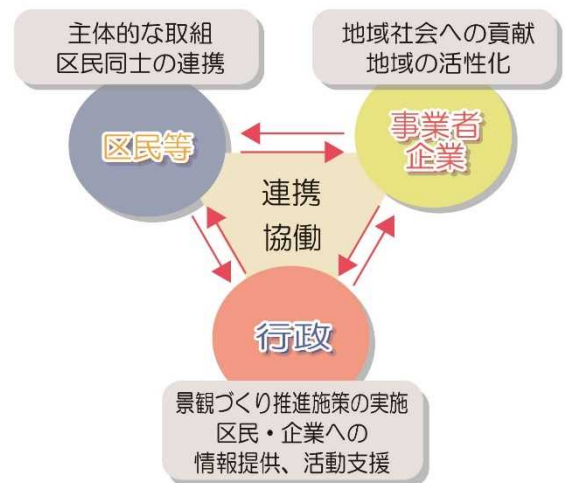 主体的な取組
区民同士の連携
地域社会への貢献
地域の活性化
区民等
事業者
企業
連携
協働
行政
景観づくり推進施策の実施
区民・企業への
情報提供、活動支援